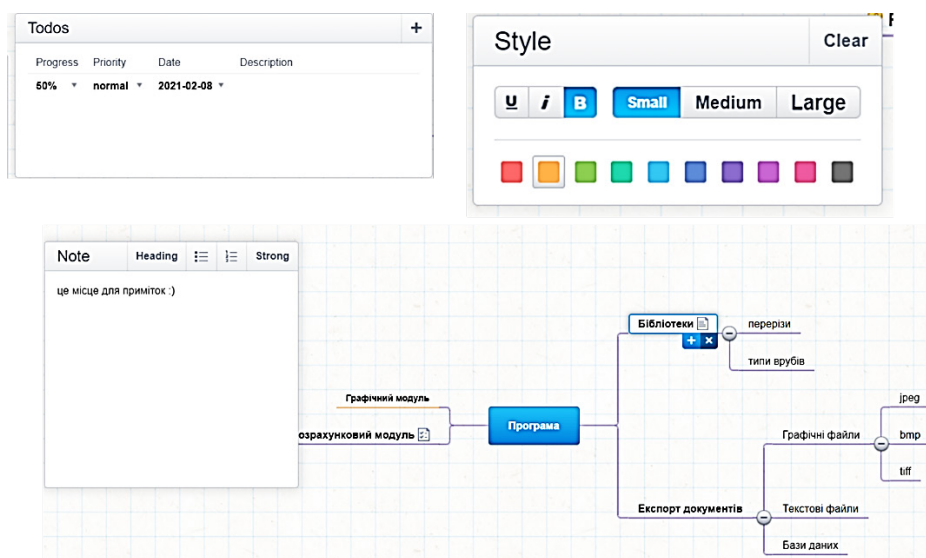 Todos +
Progress Priority Date Description
50% normal 2021-02-08
Style Clear
U i B Small Medium Large
Note Heading Strong
це місце для приміток :)
Бібліотеки
перерізи
типи врубів
Графічний модуль
озрахунковий модуль
Програма
Графічні файли
jpeg
bmp
tiff
Експорт документів
Текстові файли
Бази даних